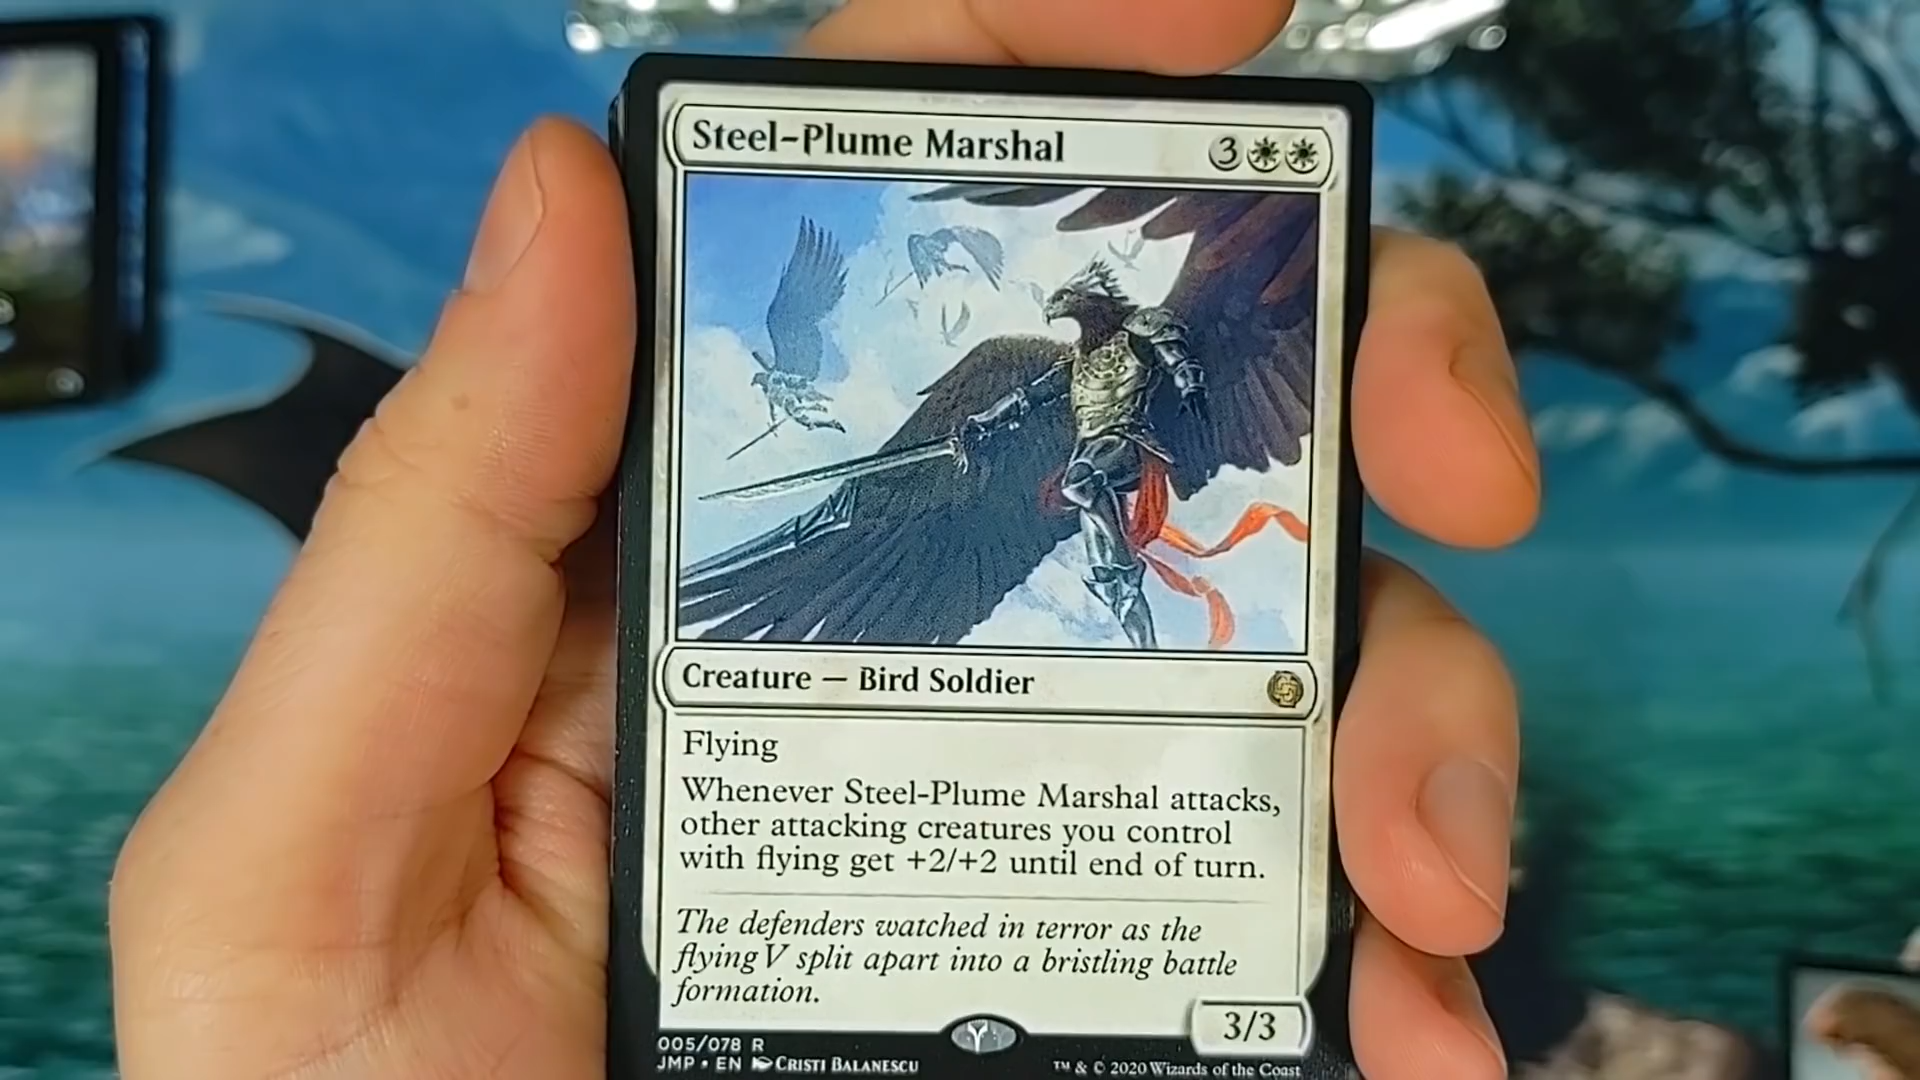 Steel-Plume Marshal 3
Creature — Bird Soldier
Flying
Whenever Steel-Plume Marshal attacks,
other attacking creatures you control
with flying get +2/+2 until end of turn.
The defenders watched in terror as the
flying V split apart into a bristling battle
formation.
3/3
005/078 R
JMP • EN CRISTI BALANESCU
™ & © 2020 Wizards of the Coast